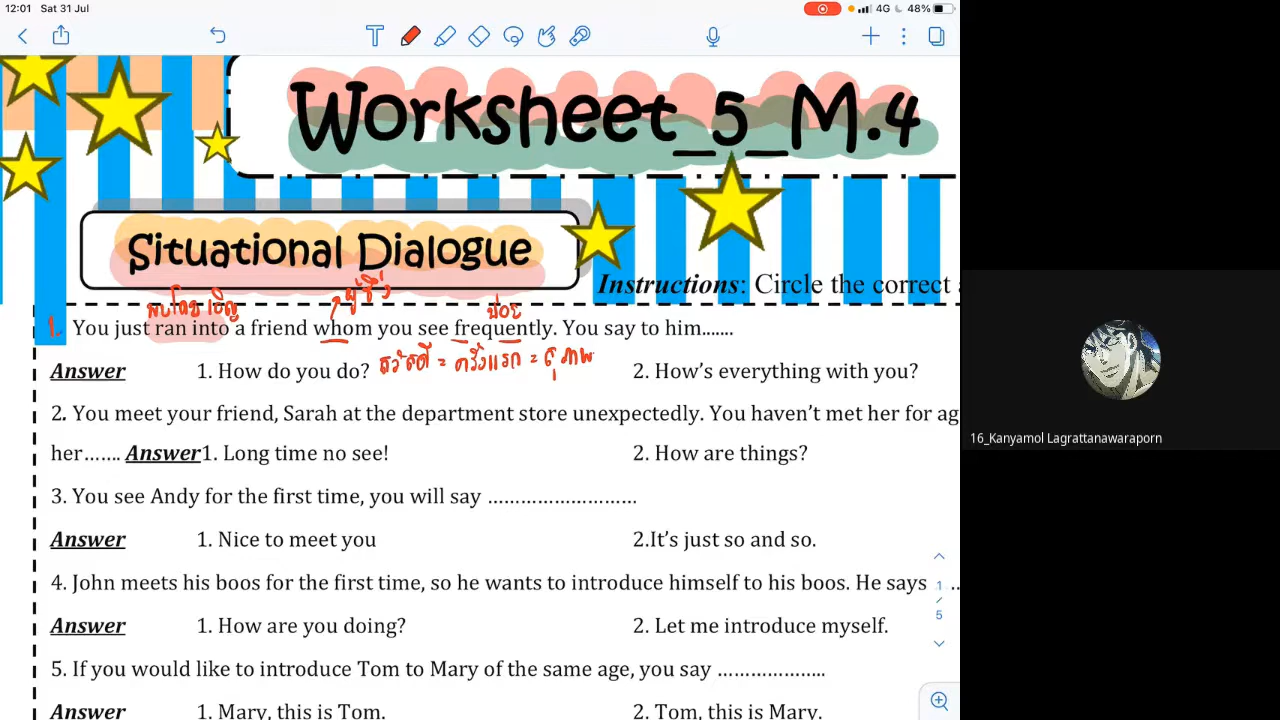 12:01 Sat 31 Jul
4G 48%
Worksheet_5_M.4
Situational Dialogue
Instructions: Circle the correct
พบโดยบังเอิญ ผู้ซึ่ง บ่อย
1. You just ran into a friend whom you see frequently. You say to him.......
Answer 1. How do you do? สวัสดี = ครั้งแรก = สุภาพ 2. How's everything with you?
2. You meet your friend, Sarah at the department store unexpectedly. You haven't met her for ag
her……. Answer1. Long time no see! 2. How are things?
3. You see Andy for the first time, you will say ………………………
Answer 1. Nice to meet you 2.It's just so and so.
4. John meets his boos for the first time, so he wants to introduce himself to his boos. He says
Answer 1. How are you doing? 2. Let me introduce myself.
5. If you would like to introduce Tom to Mary of the same age, you say ………………..
Answer 1. Mary, this is Tom. 2. Tom, this is Mary.
1
/
5
16_Kanyamol Lagrattanawaraporn